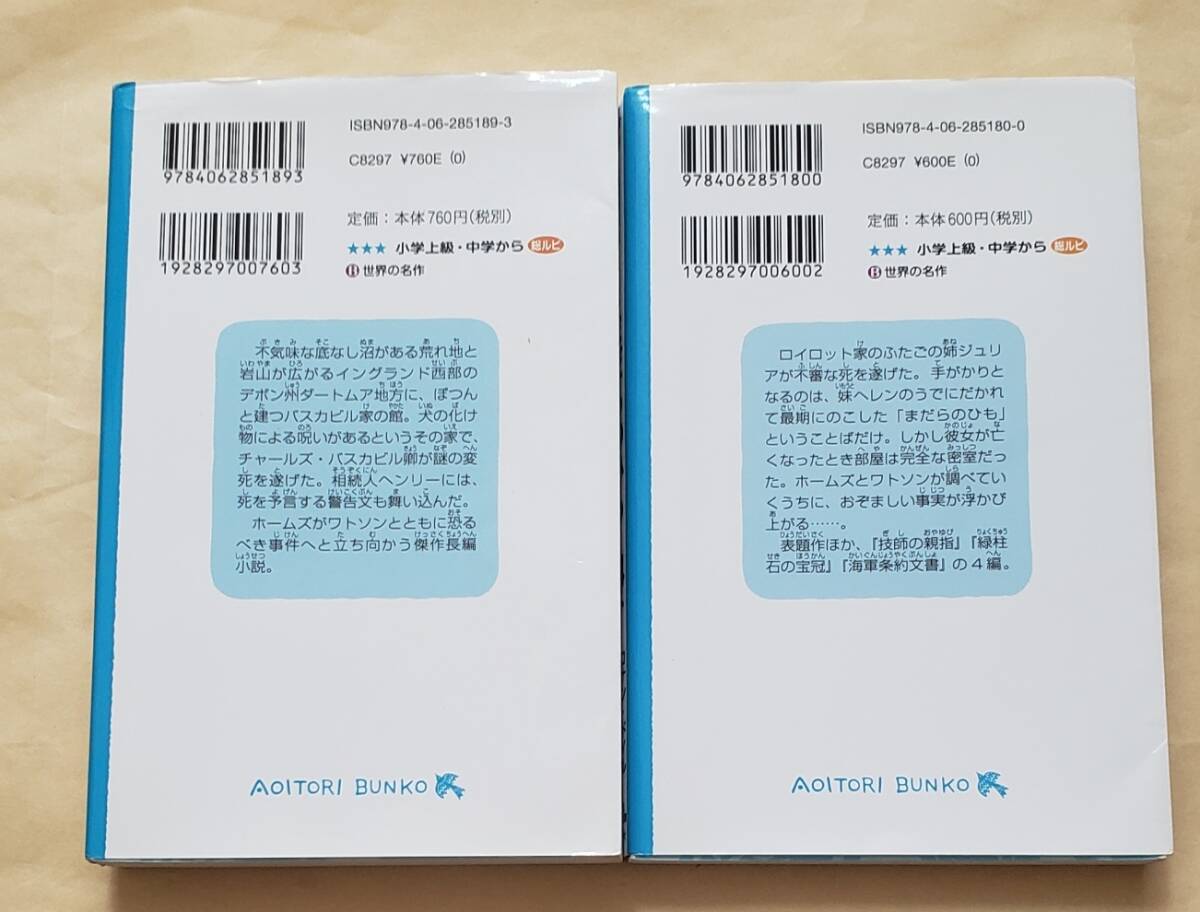 ISBN978-4-06-285189-3
C8297 ¥760E (0)
9784062851893
定価：本体760円（税別）
1928297007603
★★★ 小学上級・中学から 総ルビ
世界の名作
不気味な底なし沼がある荒れ地と
岩山が広がるイングランド西部の
デボン州ダートムア地方に、ぽつん
と建つバスカビル家の館。犬の化け
物による呪いがあるというその家で、
チャールズ・バスカビル卿が謎の変
死を遂げた。相続人ヘンリーには、
死を予言する警告文も舞い込んだ。
ホームズがワトソンとともに恐る
べき事件へと立ち向かう傑作長編
小説。
AOITORI BUNKO
ISBN978-4-06-285180-0
C8297 ¥600E (0)
9784062851800
定価：本体600円（税別）
1928297006002
★★★ 小学上級・中学から 総ルビ
世界の名作
ロイロット家のふたごの姉ジュリ
アが不審な死を遂げた。手がかりと
なるのは、妹ヘレンのうでにだかれ
て最期にのこした「まだらのひも」
ということばだけ。しかし彼女が亡
くなったとき部屋は完全な密室だっ
た。ホームズとワトソンが調べてい
くうちに、おぞましい事実が浮かび
上がる……。
表題作ほか、『技師の親指』『緑柱
石の宝冠』『海軍条約文書』の４編。
AOITORI BUNKO